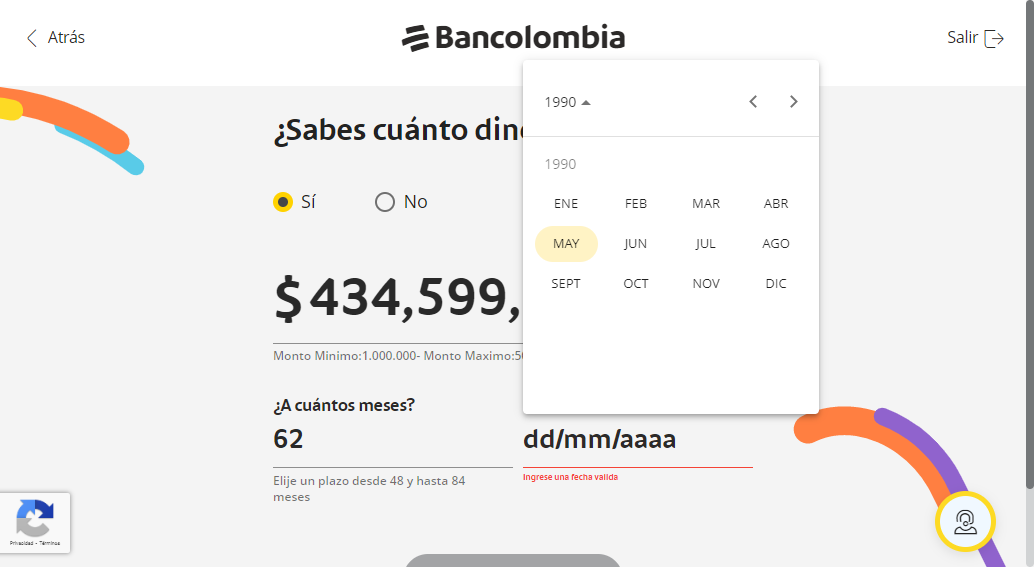 Atrás
Bancolombia
Salir
¿Sabes cuánto
Sí
No
$434,599,
Monto Minimo:1.000.000- Monto Maximo:
¿A cuántos meses?
62
Elije un plazo desde 48 y hasta 84
meses
1990
1990
ENE FEB MAR ABR
MAY JUN JUL AGO
SEPT OCT NOV DIC
dd/mm/aaaa
Ingrese una fecha valida
Privacidad - Términos